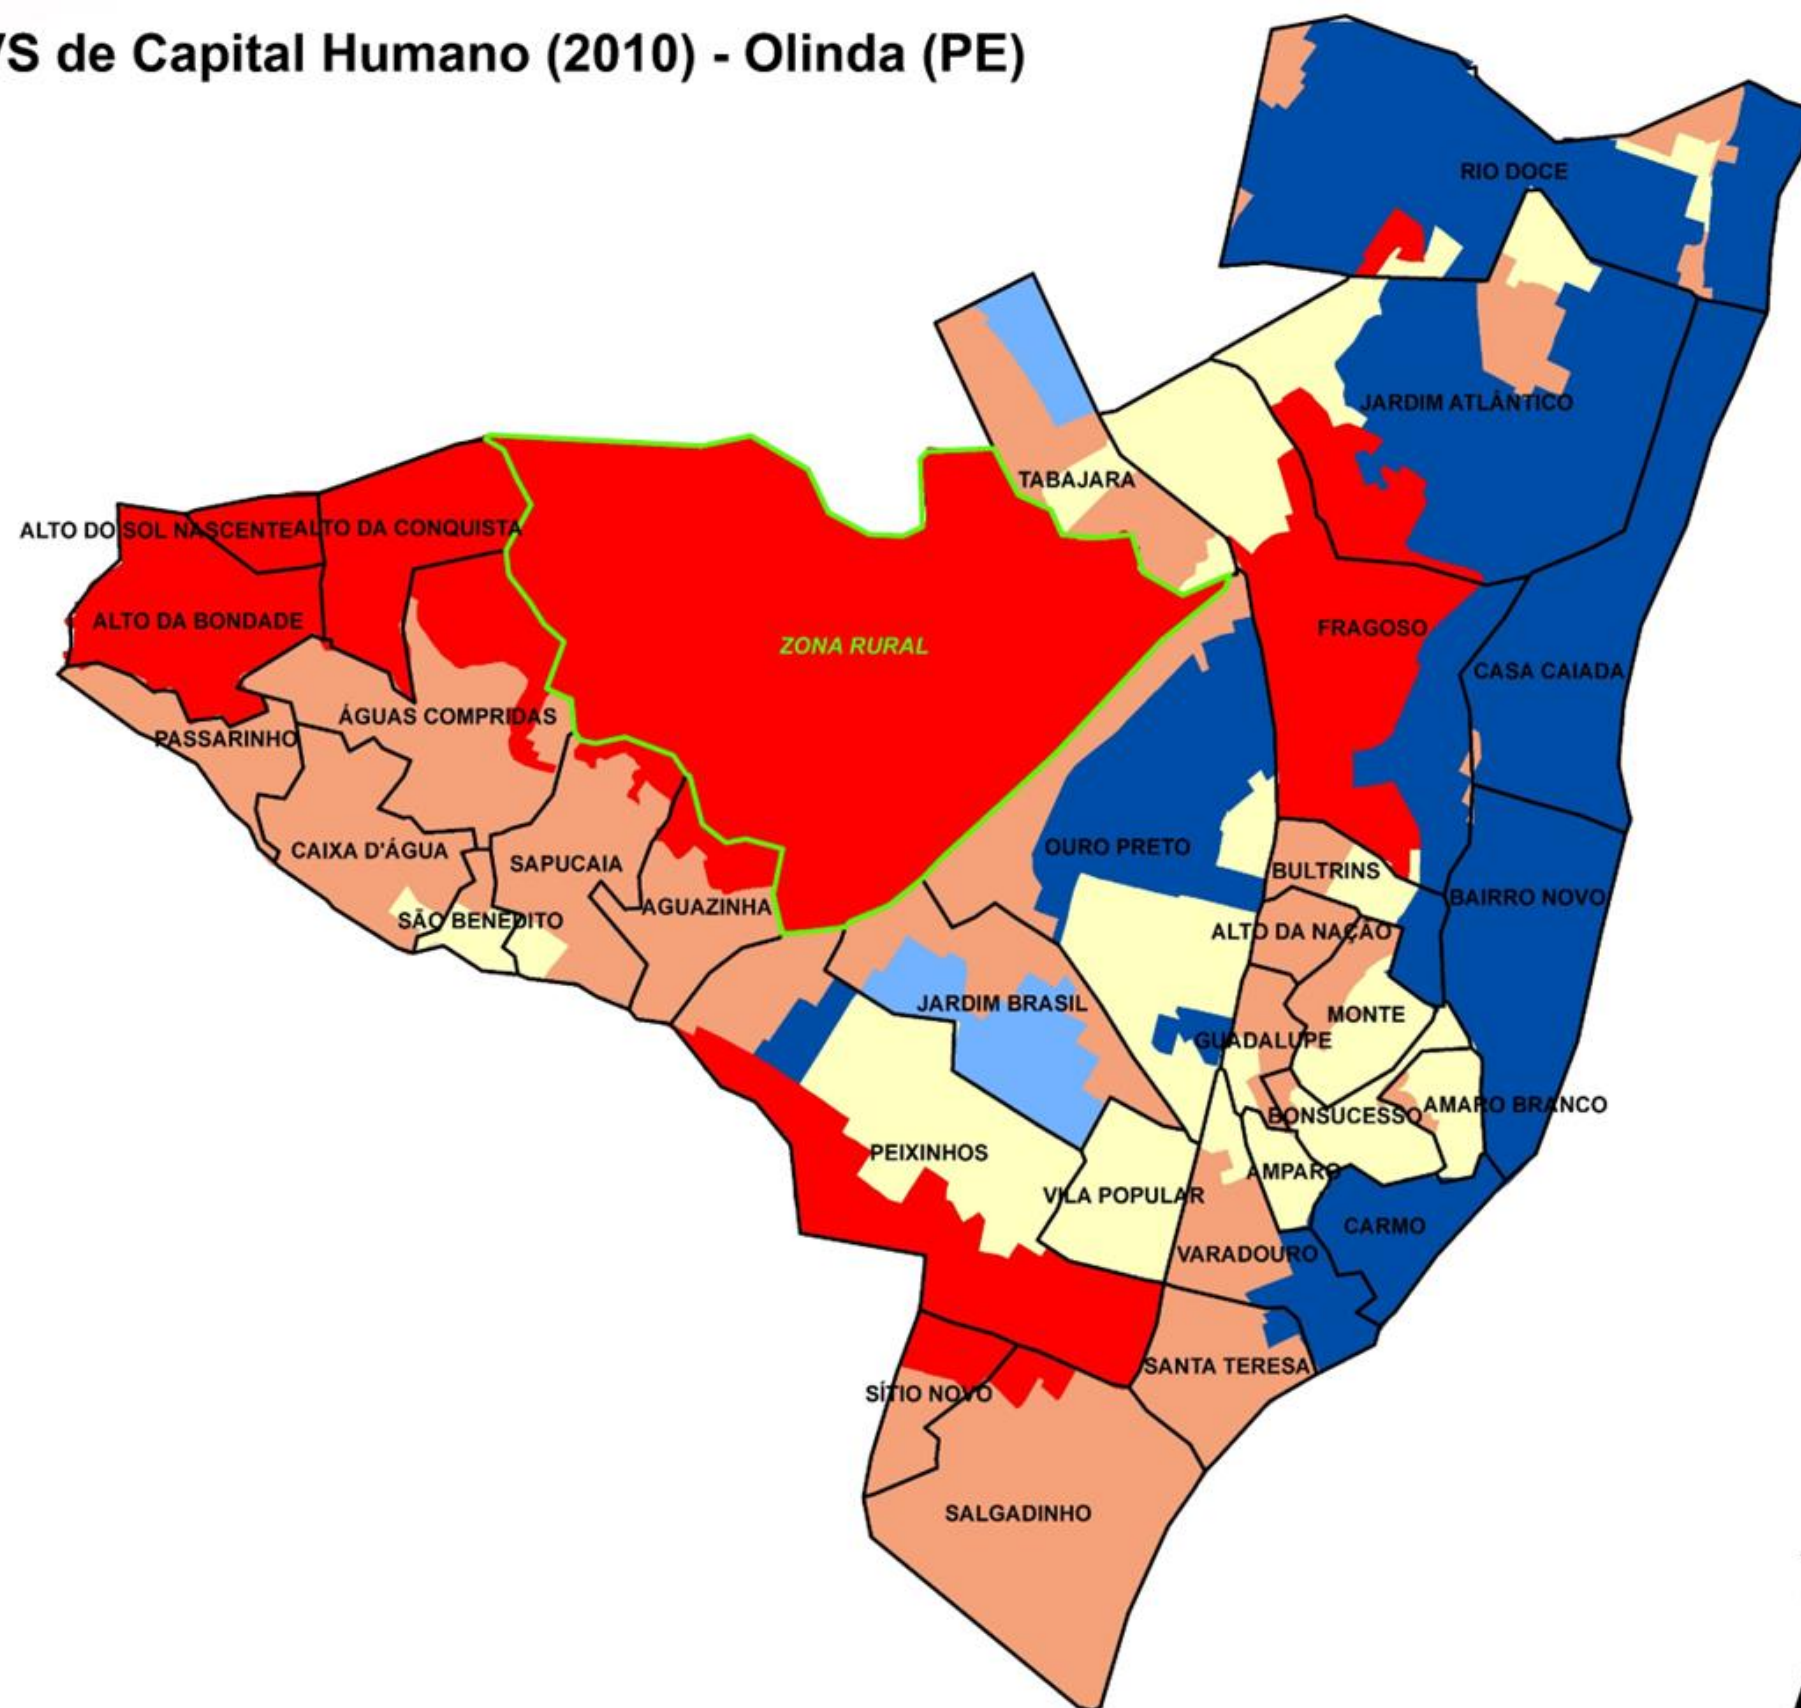 VS de Capital Humano (2010) - Olinda (PE)
RIO DOCE
JARDIM ATLÂNTICO
TABAJARA
ALTO DO SOL NASCENTE
ALTO DA CONQUISTA
ALTO DA BONDADE
FRAGOSO
ZONA RURAL
CASA CAIADA
ÁGUAS COMPRIDAS
PASSARINHO
CAIXA D'ÁGUA
OURO PRETO
SAPUCAIA
BULTRINS
BAIRRO NOVO
AGUAZINHA
SÃO BENEDITO
ALTO DA NAÇÃO
JARDIM BRASIL
MONTE
GUADALUPE
AMARO BRANCO
BONSUCESSO
PEIXINHOS
AMPARO
VILA POPULAR
CARMO
VARADOURO
SANTA TERESA
SÍTIO NOVO
SALGADINHO